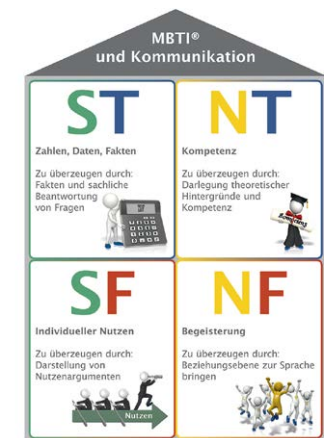 MBTI®
und Kommunikation
ST
Zahlen, Daten, Fakten
Zu überzeugen durch:
Fakten und sachliche
Beantwortung
von Fragen
NT
Kompetenz
Zu überzeugen durch:
Darlegung theoretischer
Hintergründe und
Kompetenz
SF
Individueller Nutzen
Zu überzeugen durch:
Darstellung von
Nutzenargumenten
Nutzen
NF
Begeisterung
Zu überzeugen durch:
Beziehungsebene zur Sprache
bringen